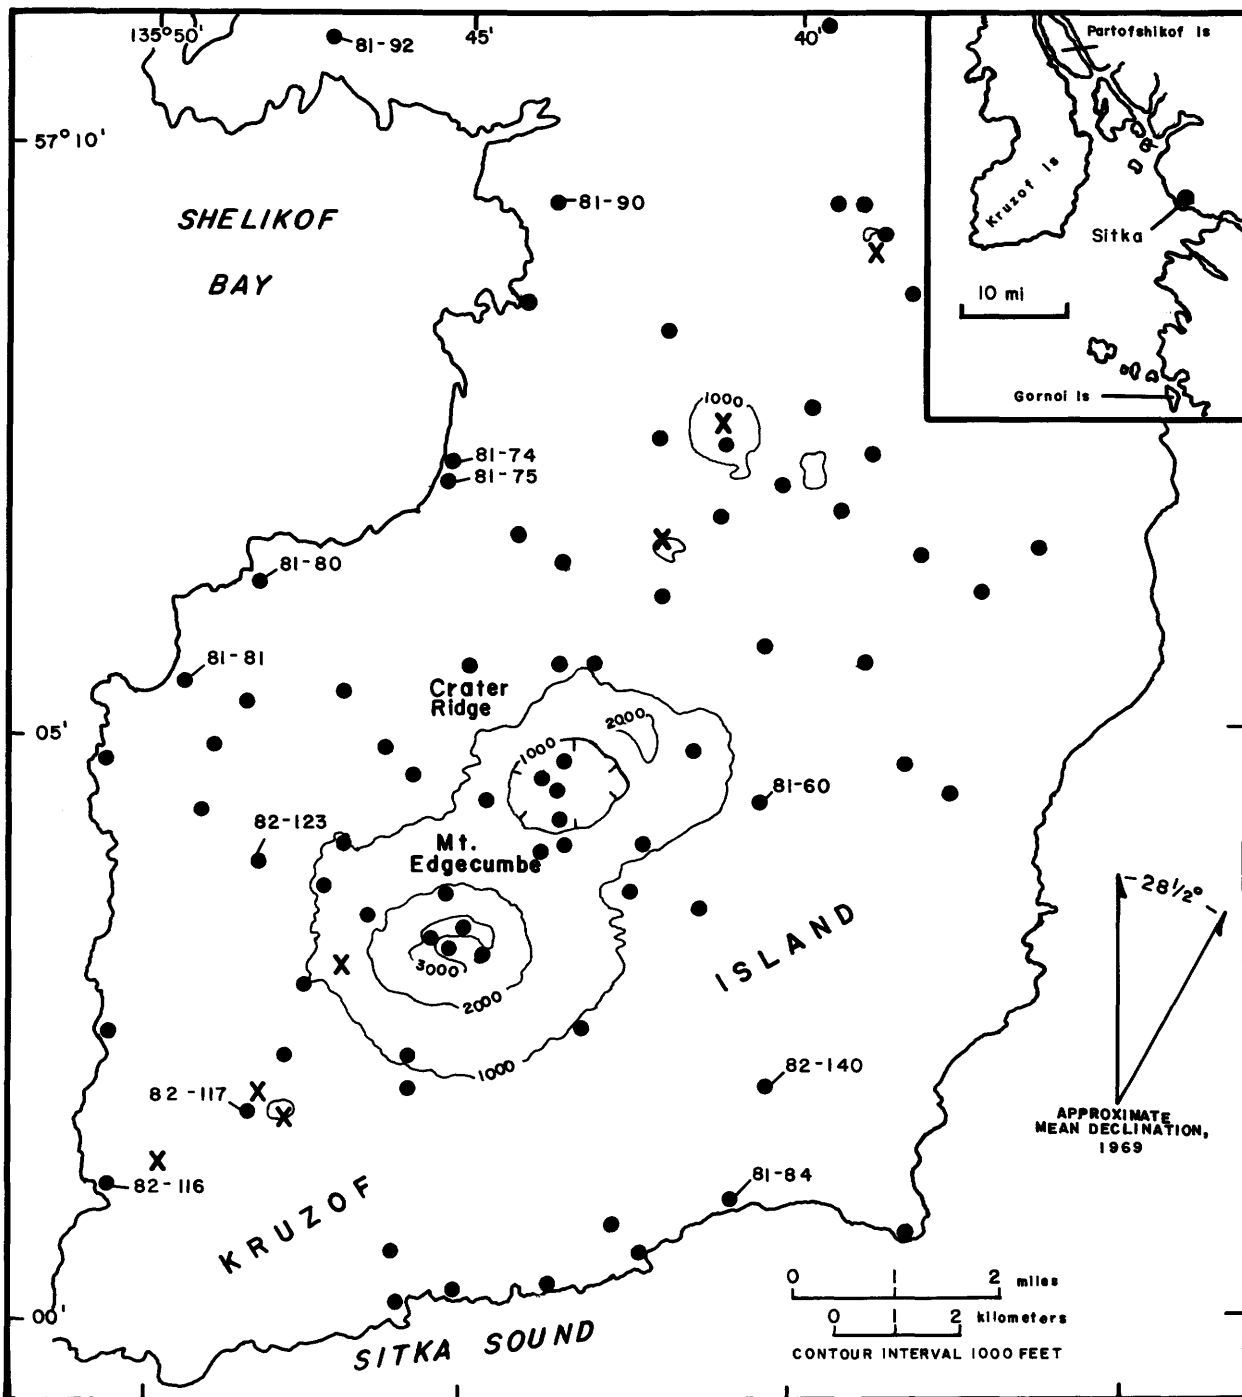 135°50'
45'
40'
81-92
57°10'
81-90
SHELIKOF
BAY
Partofshikof Is
Kruzof Is
Sitka
10 mi
Gornoi Is
1000
81-74
81-75
81-80
81-81
Crater
Ridge
2000
1000
05'
81-60
82-123
Mt.
Edgecumbe
28½°
ISLAND
3000
2000
1000
82-140
82-117
APPROXIMATE
MEAN DECLINATION,
1969
82-116
81-84
KRUZOF
0 1 2 miles
0 1 2 kilometers
00'
SITKA SOUND
CONTOUR INTERVAL 1000 FEET